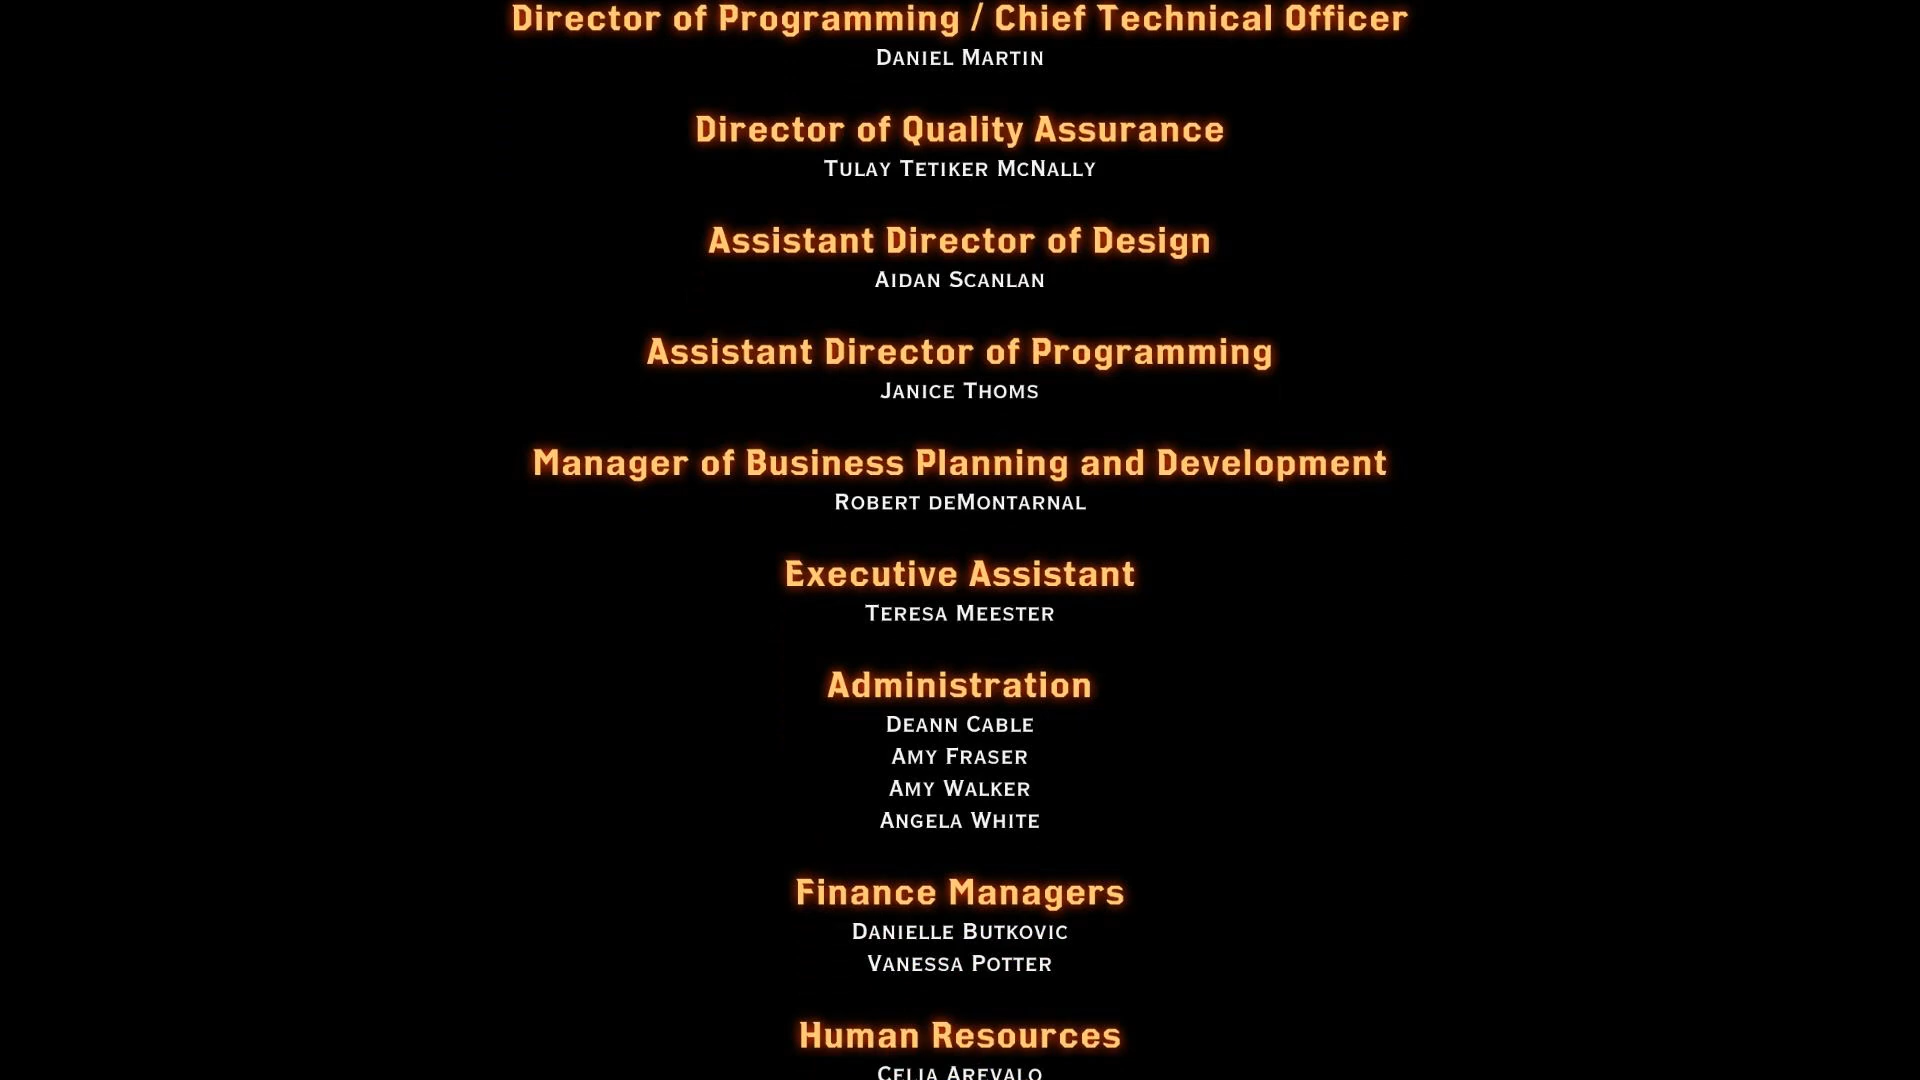 Director of Programming / Chief Technical Officer
Daniel Martin
Director of Quality Assurance
Tulay Tetiker McNally
Assistant Director of Design
Aidan Scanlan
Assistant Director of Programming
Janice Thoms
Manager of Business Planning and Development
Robert deMontarnal
Executive Assistant
Teresa Meester
Administration
Deann Cable
Amy Fraser
Amy Walker
Angela White
Finance Managers
Danielle Butkovic
Vanessa Potter
Human Resources
Celia Arevalo